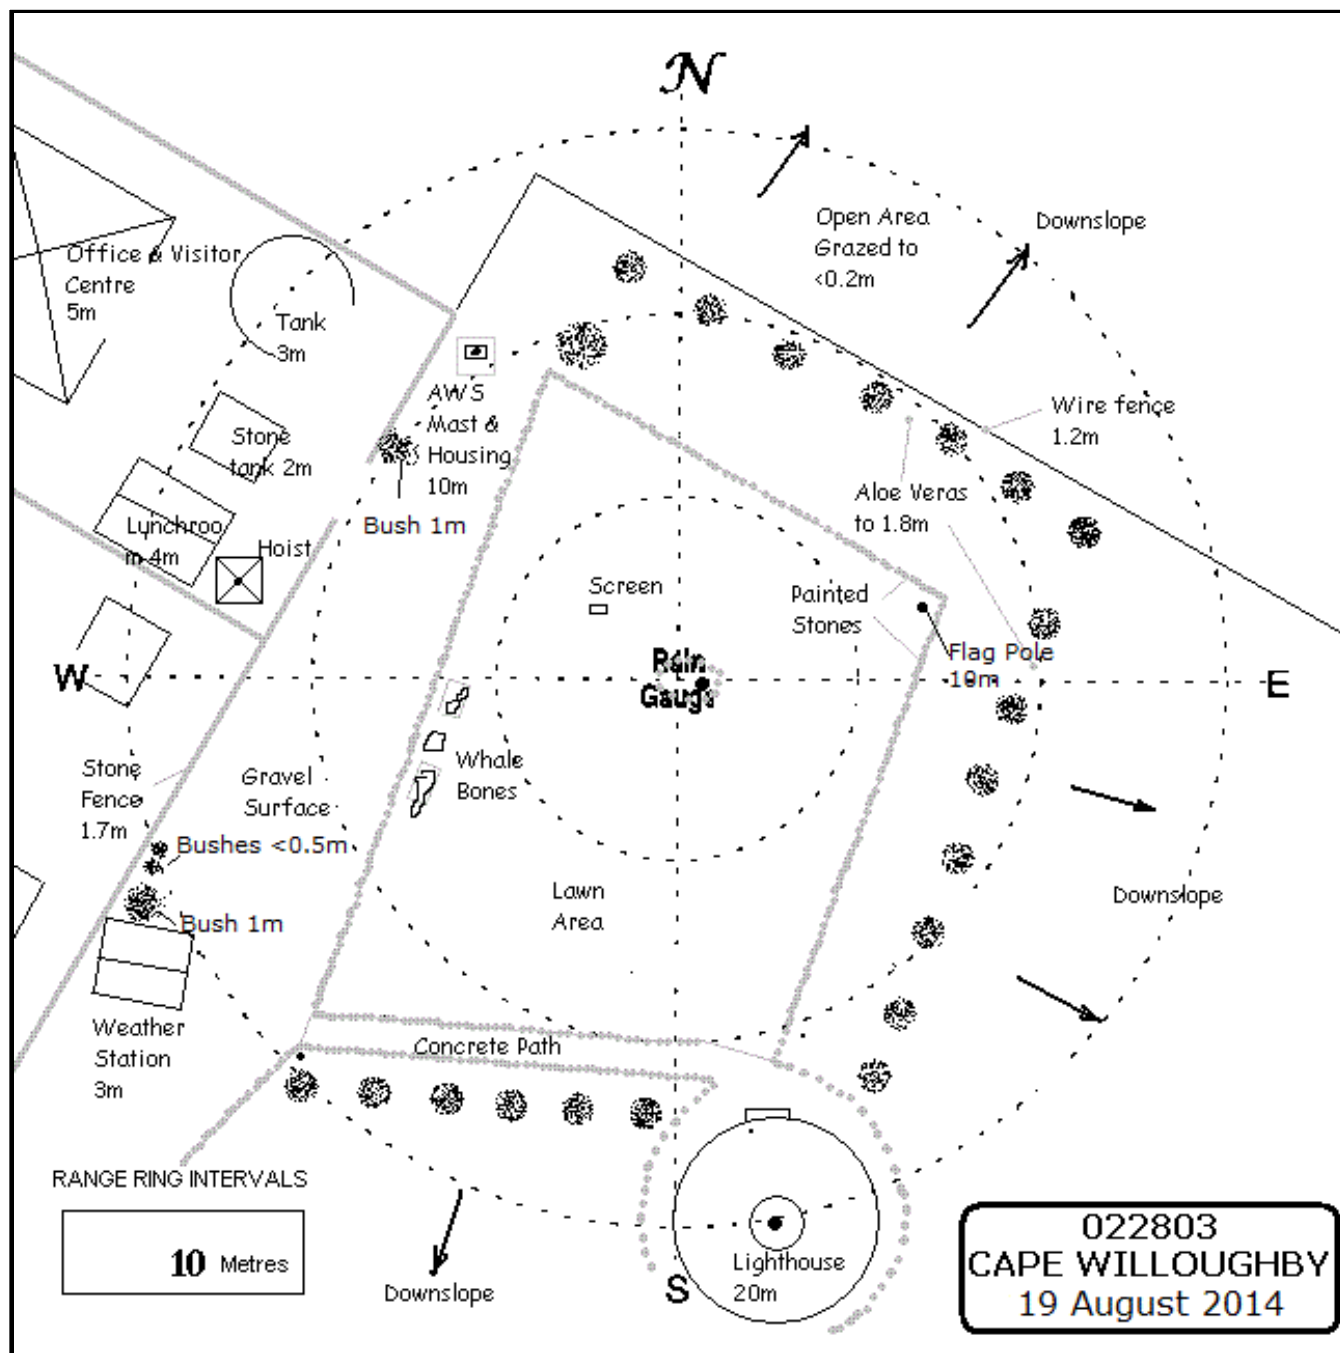 N
Open Area
Grazed to
<0.2m
Downslope
Office & Visitor
Centre
5m
Tank
3m
AWS
Mast &
Housing
10m
Wire fence
1.2m
Stone
tank 2m
Aloe Veras
to 1.8m
Bush 1m
Lunchroo
m 4m
Hoist
Screen
Painted
Stones
Rain
Gauge
Flag Pole
10m
W
E
Stone
Fence
1.7m
Gravel
Surface
Whale
Bones
Bushes <0.5m
Bush 1m
Lawn
Area
Downslope
Weather
Station
3m
Concrete Path
RANGE RING INTERVALS
10 Metres
Downslope
S
Lighthouse
20m
022803
CAPE WILLOUGHBY
19 August 2014